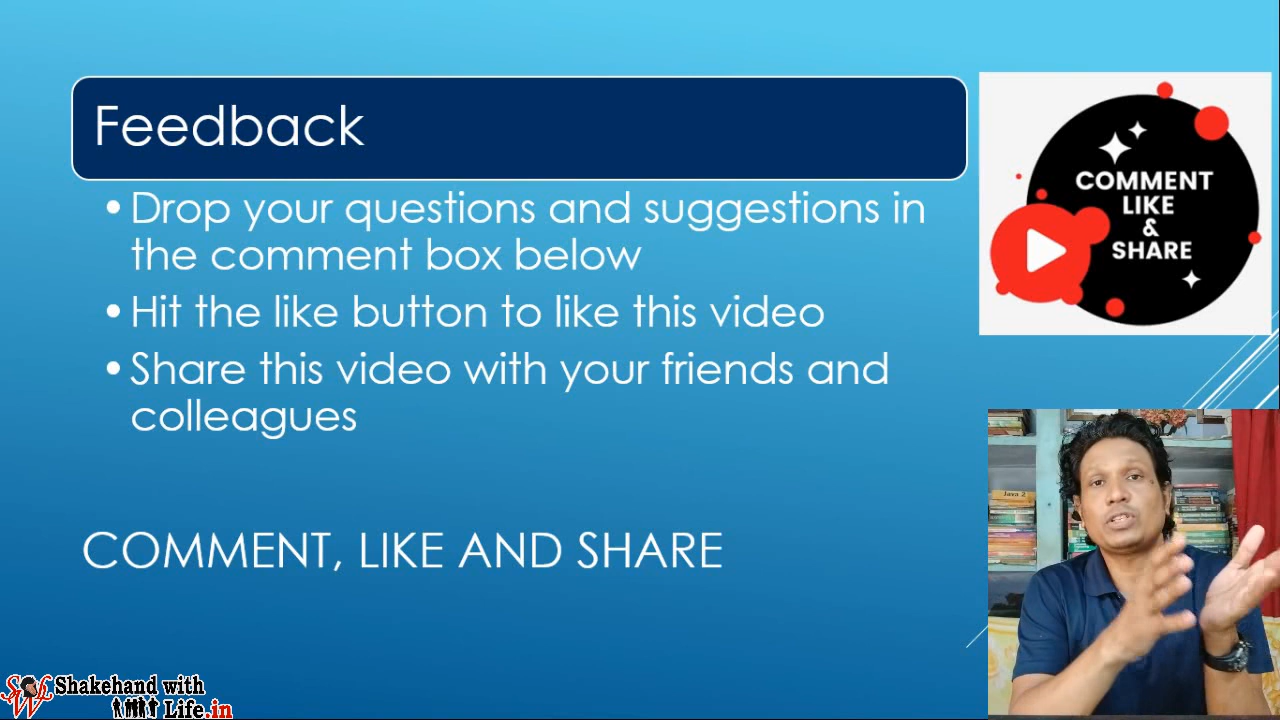 Feedback
•Drop your questions and suggestions in
the comment box below
•Hit the like button to like this video
•Share this video with your friends and
colleagues
COMMENT, LIKE AND SHARE
COMMENT
LIKE
&
SHARE
Java 2
Shakehand with
Life.in